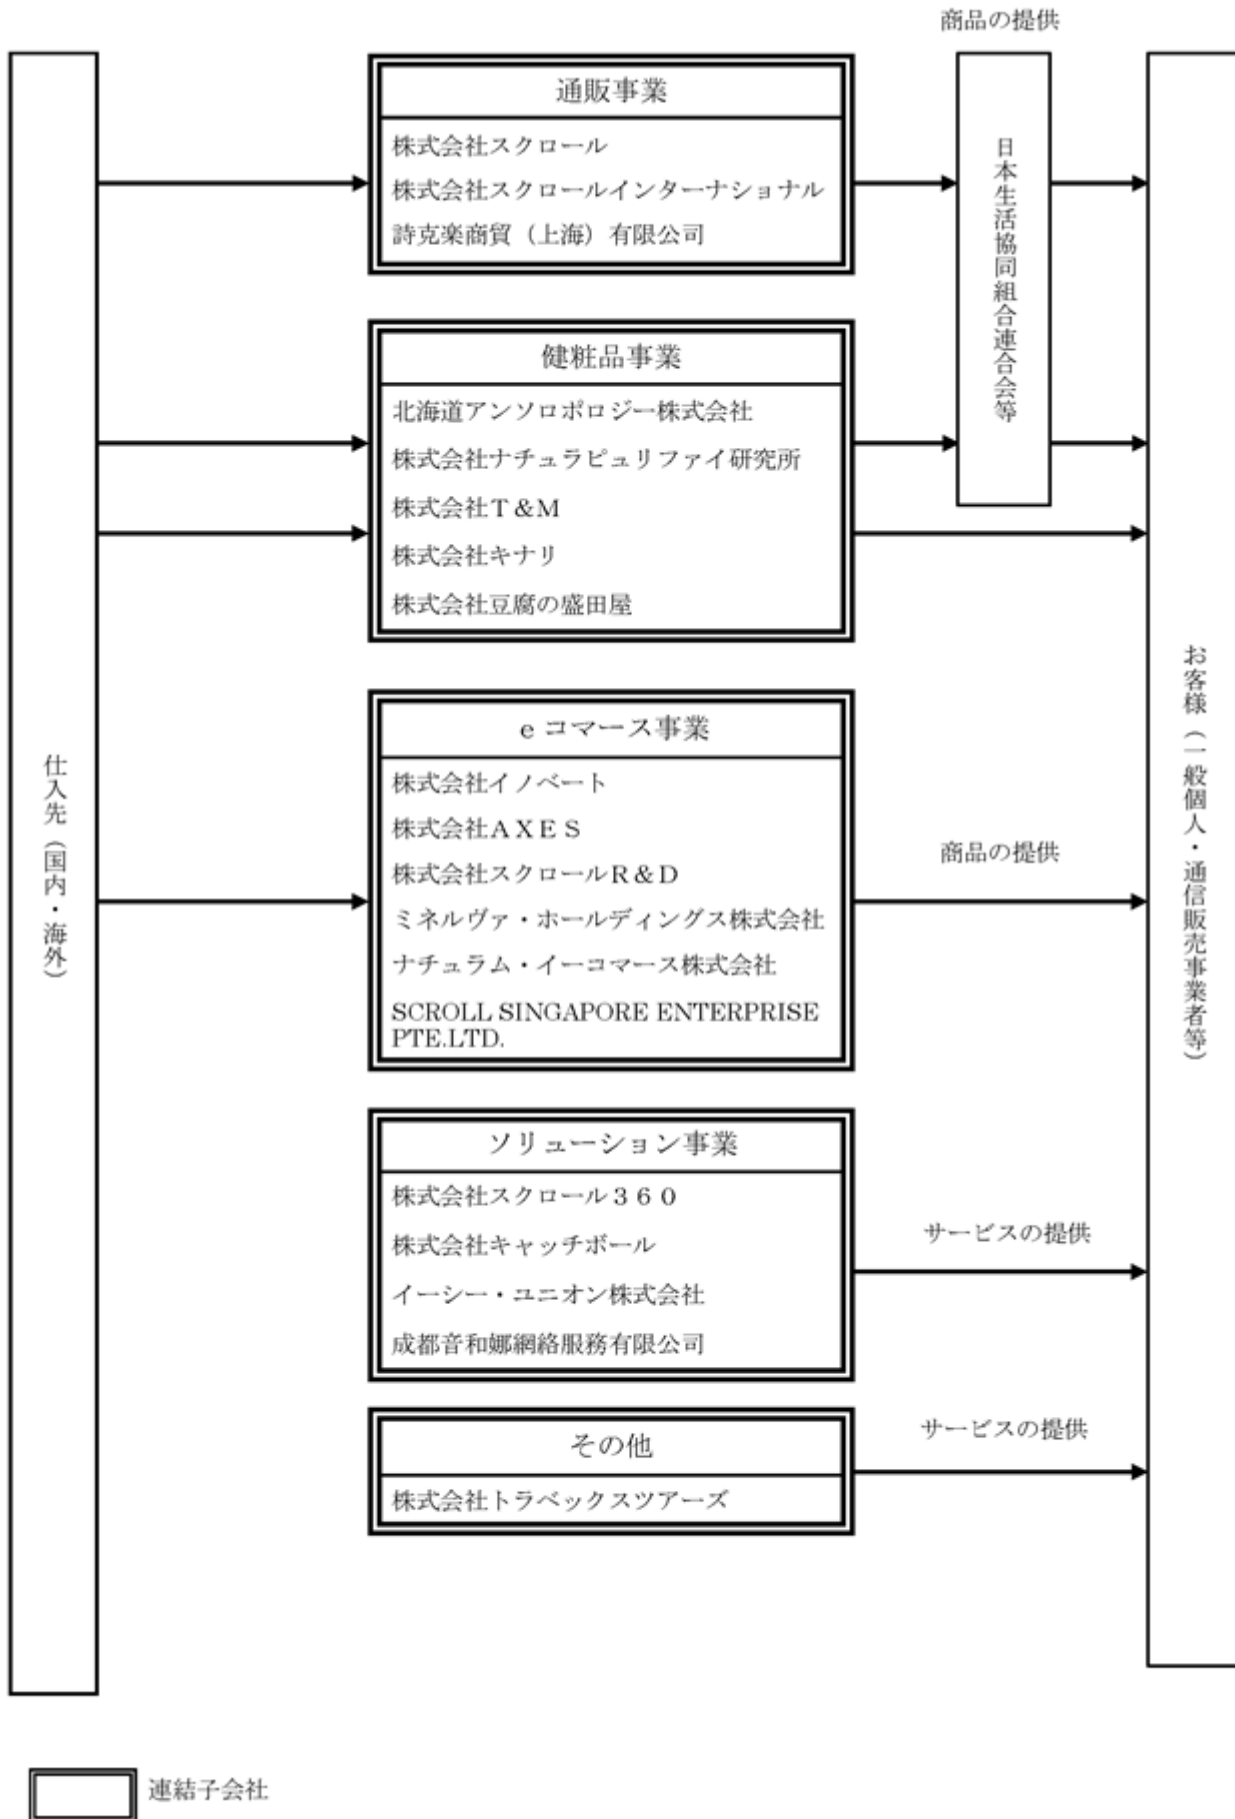 商品の提供
通販事業
株式会社スクロール
株式会社スクロールインターナショナル
詩克楽商貿（上海）有限公司
日本生活協同組合連合会等
健粧品事業
北海道アンソロポロジー株式会社
株式会社ナチュラピュリファイ研究所
株式会社Ｔ＆Ｍ
株式会社キナリ
株式会社豆腐の盛田屋
仕入先（国内・海外）
お客様（一般個人・通信販売事業者等）
ｅコマース事業
株式会社イノベート
株式会社ＡＸＥＳ
株式会社スクロールＲ＆Ｄ
ミネルヴァ・ホールディングス株式会社
ナチュラム・イーコマース株式会社
SCROLL SINGAPORE ENTERPRISE
PTE.LTD.
商品の提供
ソリューション事業
株式会社スクロール３６０
株式会社キャッチボール
イーシー・ユニオン株式会社
成都音和娜網絡服務有限公司
サービスの提供
その他
株式会社トラベックスツアーズ
サービスの提供
連結子会社